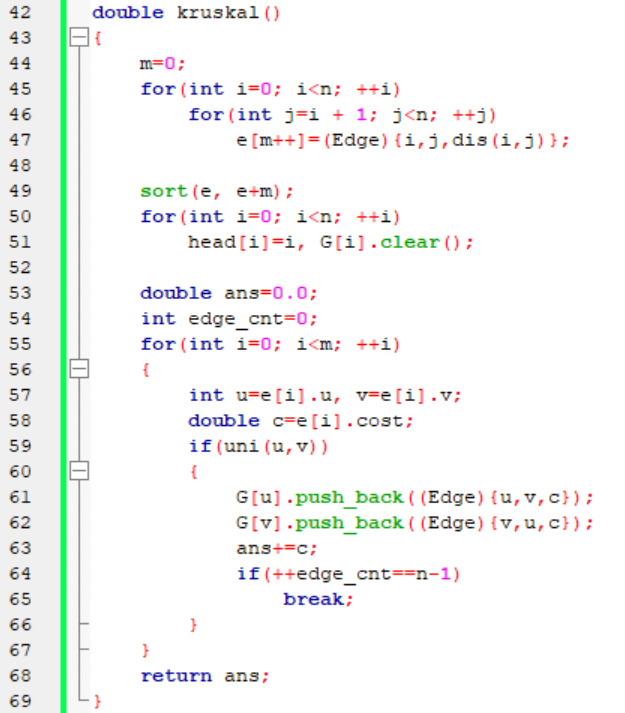 42 double kruskal()
43 {
44 m=0;
45 for(int i=0; i<n; ++i)
46 for(int j=i + 1; j<n; ++j)
47 e[m++]=(Edge){i,j,dis(i,j)};
48
49 sort(e, e+m);
50 for(int i=0; i<n; ++i)
51 head[i]=i, G[i].clear();
52
53 double ans=0.0;
54 int edge_cnt=0;
55 for(int i=0; i<m; ++i)
56 {
57 int u=e[i].u, v=e[i].v;
58 double c=e[i].cost;
59 if(uni(u,v))
60 {
61 G[u].push_back((Edge){u,v,c});
62 G[v].push_back((Edge){v,u,c});
63 ans+=c;
64 if(++edge_cnt==n-1)
65 break;
66 }
67 }
68 return ans;
69 }